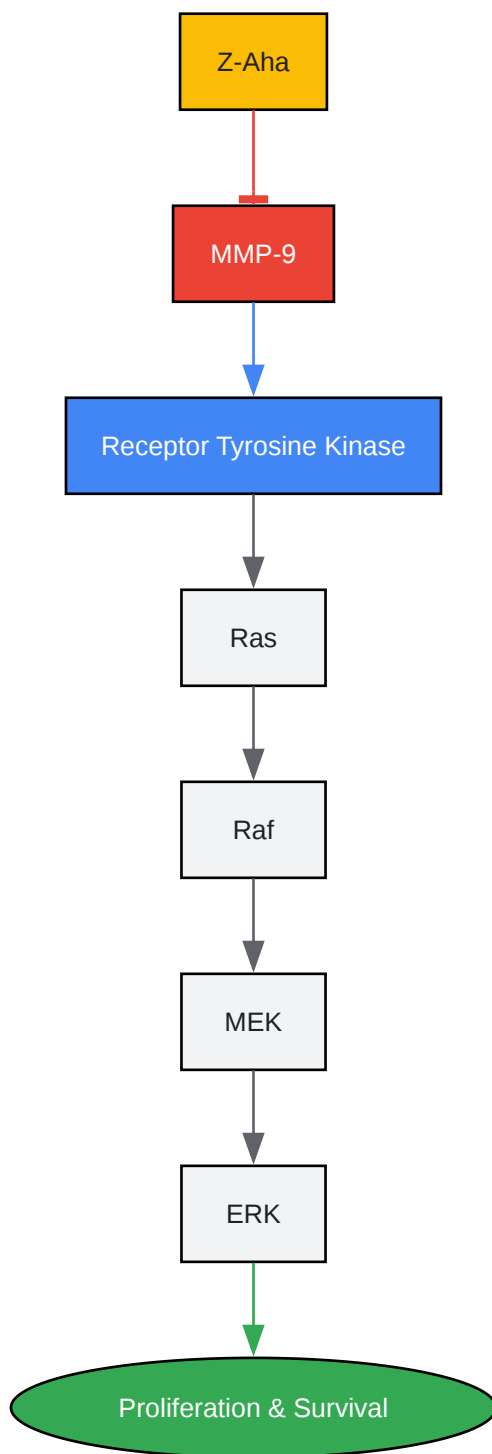 Z-Aha
MMP-9
Receptor Tyrosine Kinase
Ras
Raf
MEK
ERK
Proliferation & Survival